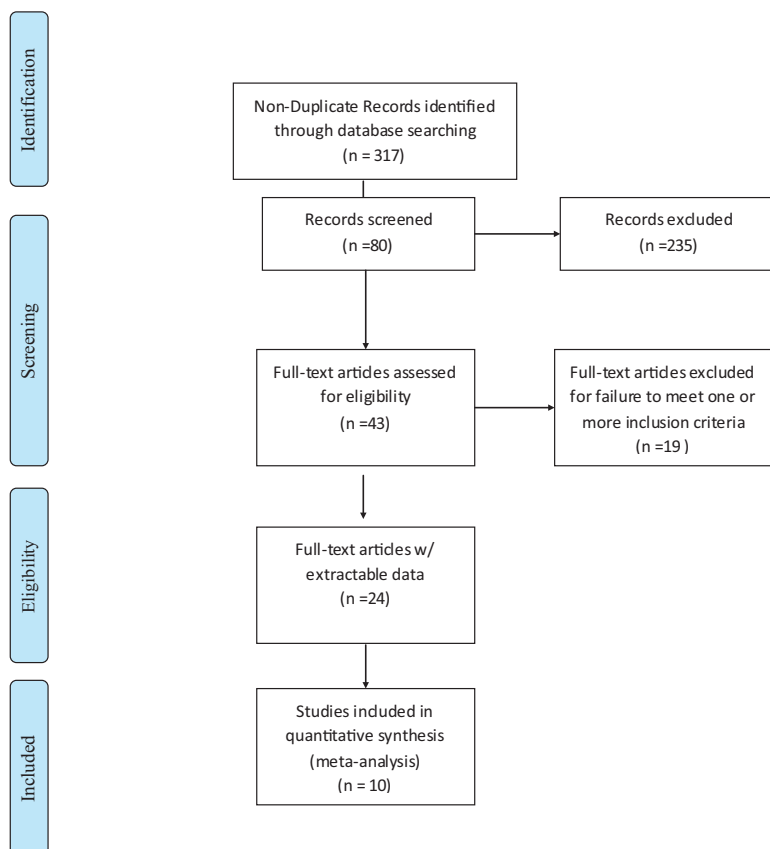 Identification
Non-Duplicate Records identified
through database searching
(n = 317)
Screening
Records screened
(n =80)
Records excluded
(n =235)
Full-text articles assessed
for eligibility
(n =43)
Full-text articles excluded
for failure to meet one or
more inclusion criteria
(n =19 )
Eligibility
Full-text articles w/
extractable data
(n =24)
Included
Studies included in
quantitative synthesis
(meta-analysis)
(n = 10)